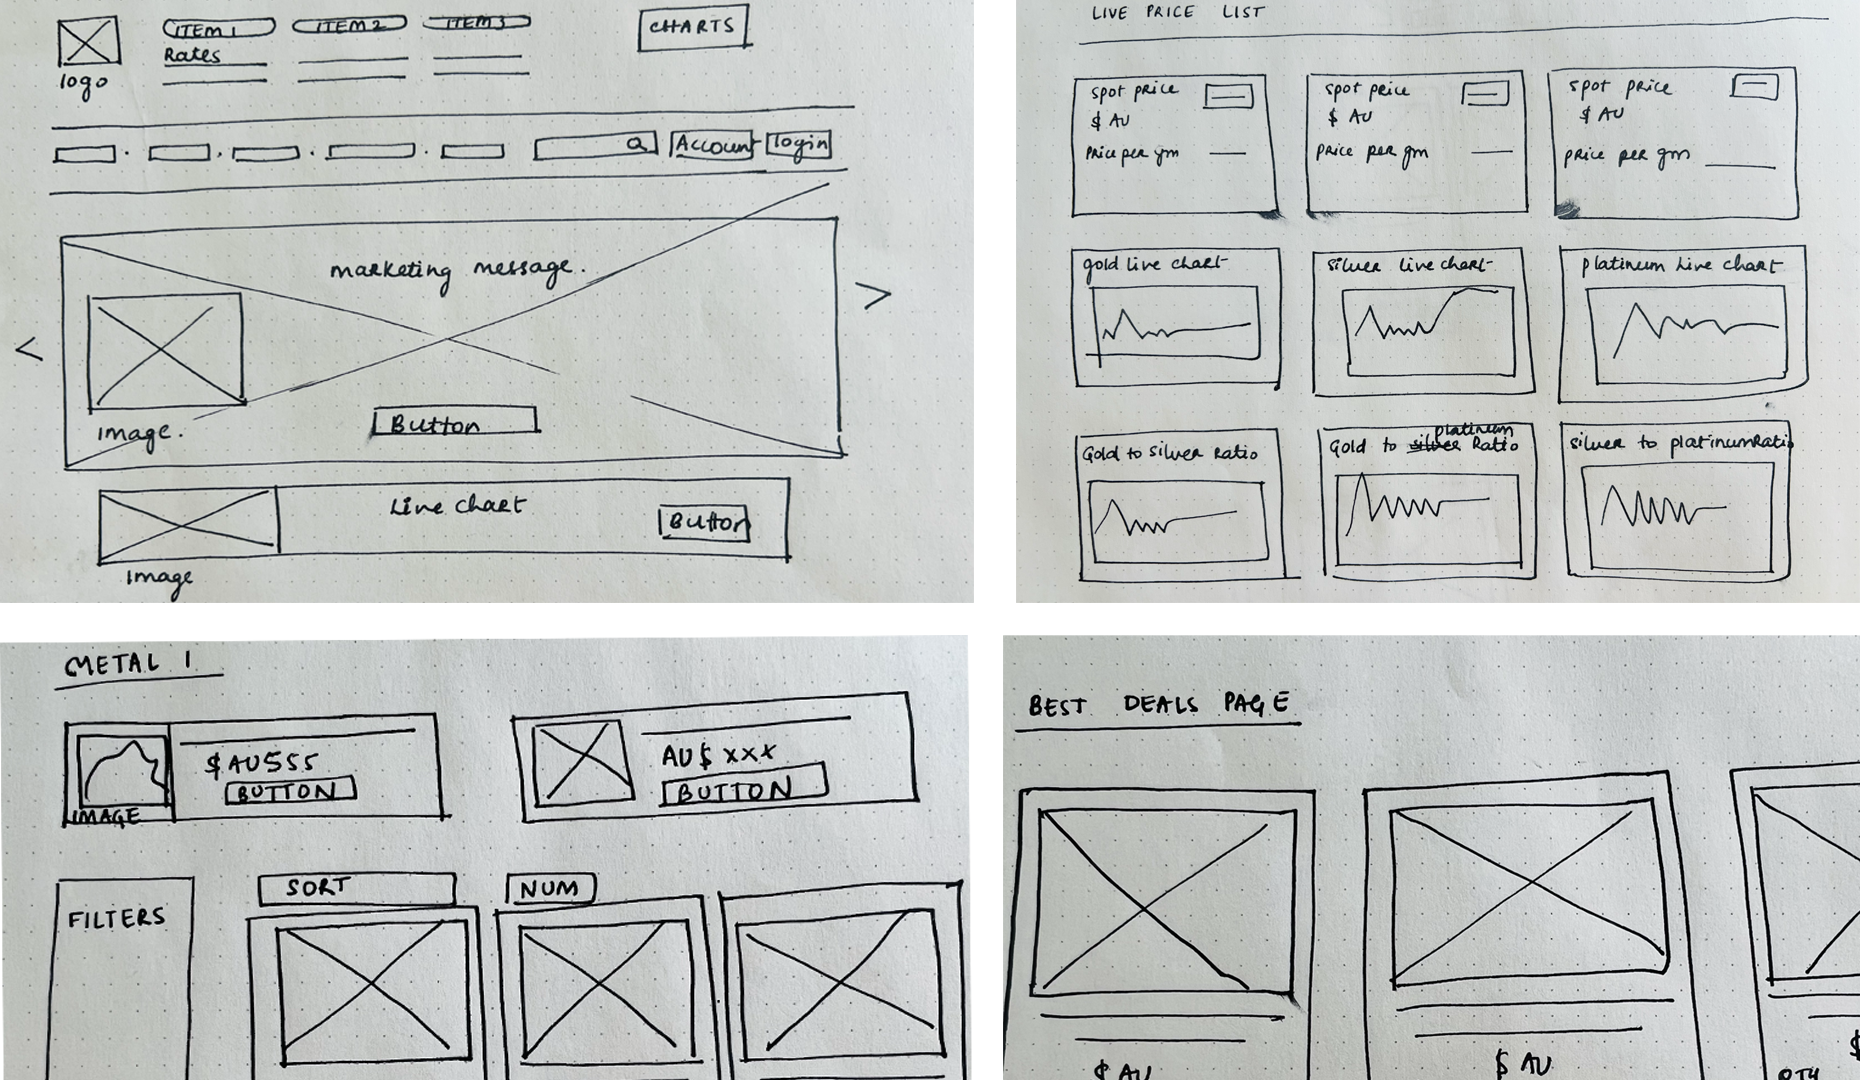 ITEM 1 ITEM 2 ITEM 3 CHARTS
Rates
logo
Account login
marketing message.
<
>
image.
Button
Live chart
Button
Image
LIVE PRICE LIST
spot price
$ AU
Price per gm
spot price
$ AU
Price per gm
spot price
$ AU
price per gm
gold live chart
silver live chart
platinum live chart
Gold to silver Ratio
platinum
Gold to silver Ratio
silver to platinum Ratio
METAL 1
$ AU555
BUTTON
IMAGE
AU$ xxx
BUTTON
FILTERS
SORT
NUM
BEST DEALS PAGE
$ AU
$ AU
$
QTY